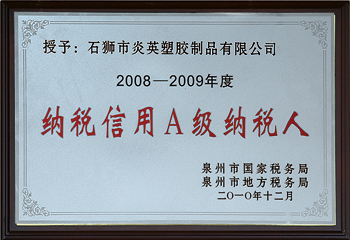 授予：石狮市炎英塑胶制品有限公司
2008—2009年度
纳税信用A级纳税人
泉州市国家税务局
泉州市地方税务局
二〇一〇年十二月